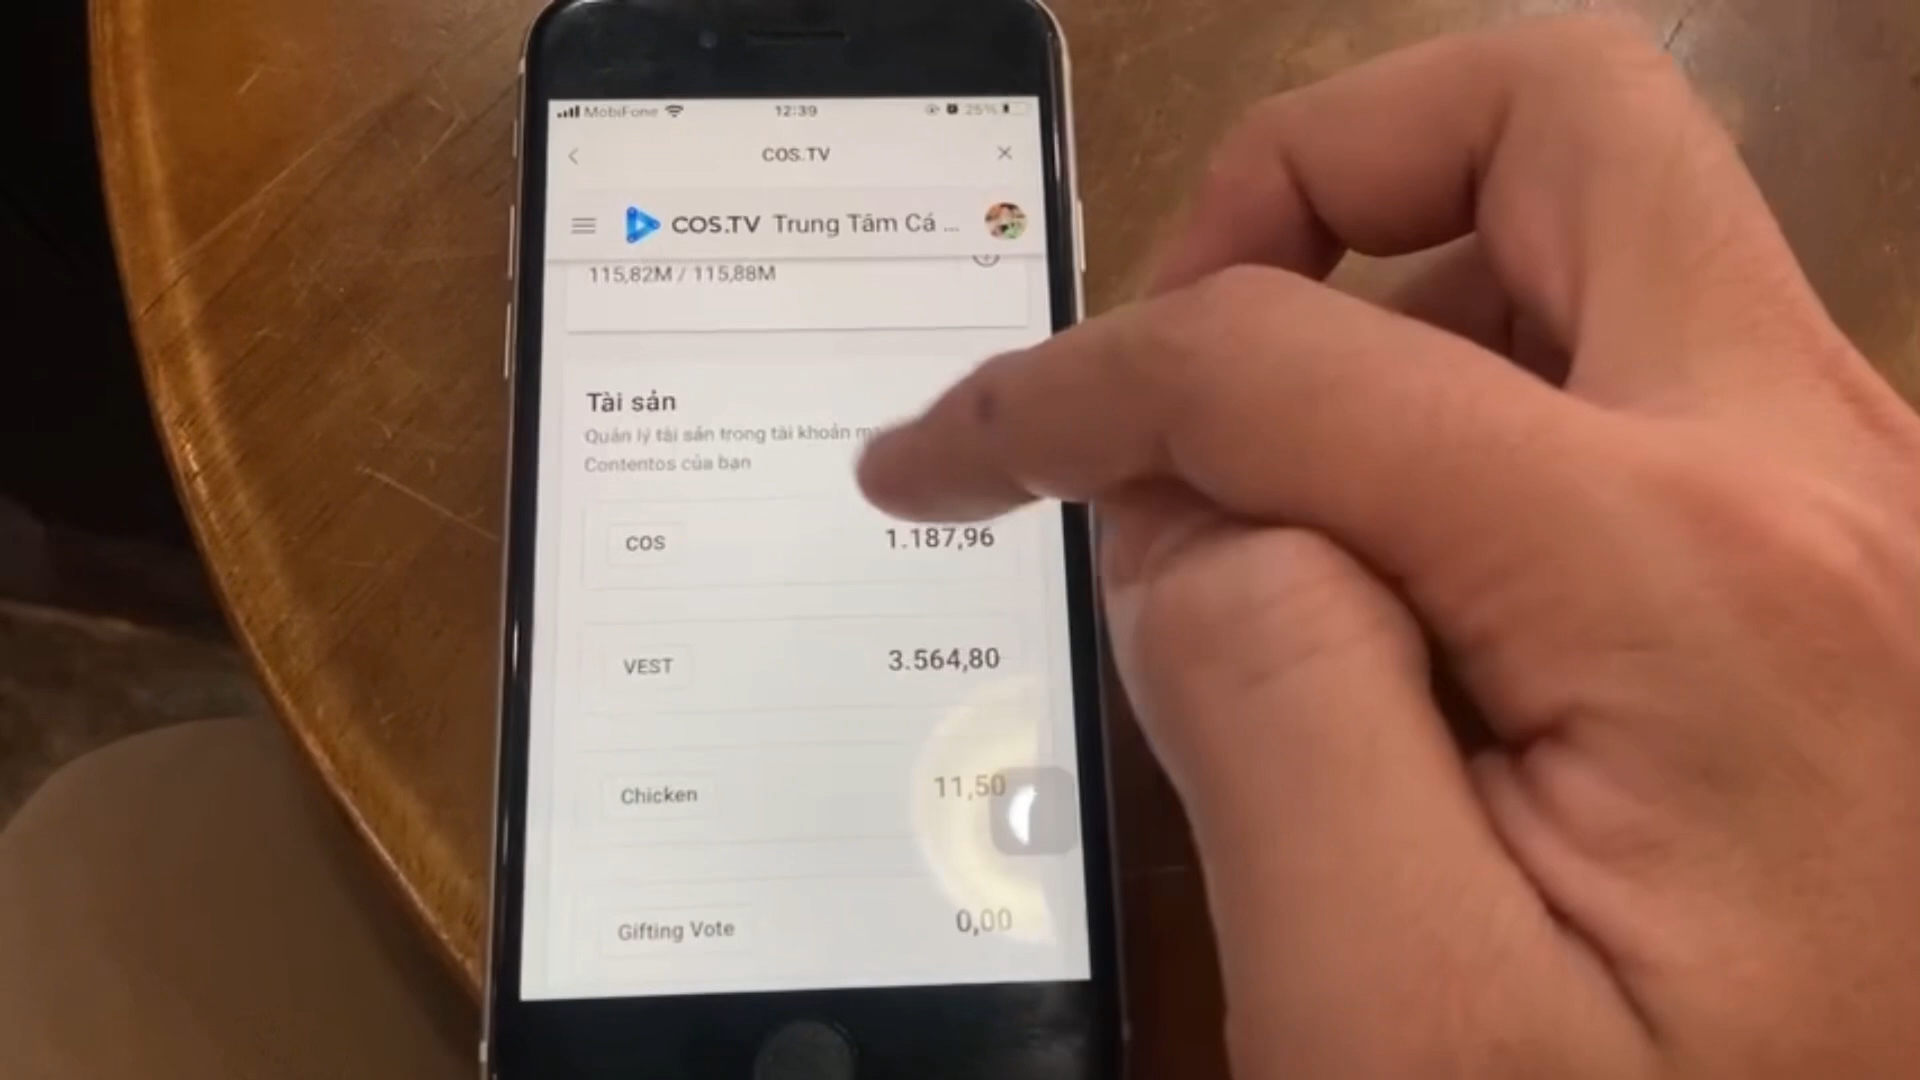 MobiFone 12:39 25%
COS.TV
COS.TV Trung Tâm Cá ...
115,82M / 115,88M
Tài sản
Quản lý tài sản trong tài khoản
Contentos của bạn
COS 1.187,96
VEST 3.564,80
Chicken 11,50
Gifting Vote 0,00